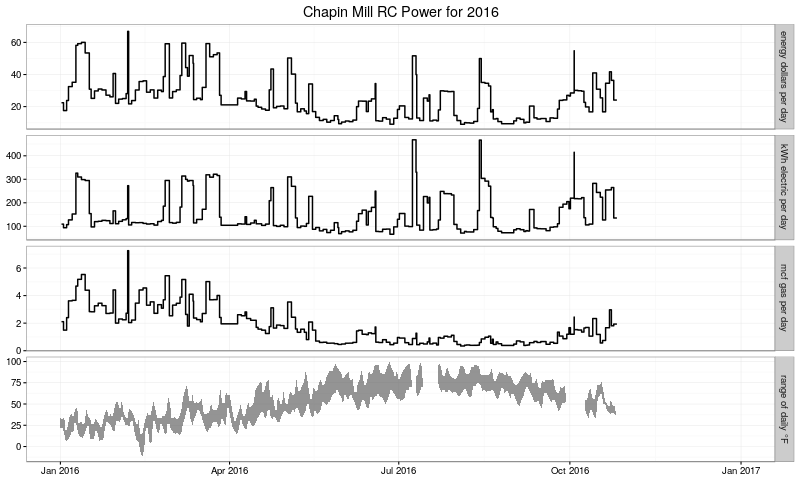 Chapin Mill RC Power for 2016
60
40
20
energy dollars per day
400
300
200
100
kWh electric per day
6
4
2
0
mcf gas per day
100
75
50
25
0
range of daily °F
Jan 2016 Apr 2016 Jul 2016 Oct 2016 Jan 2017